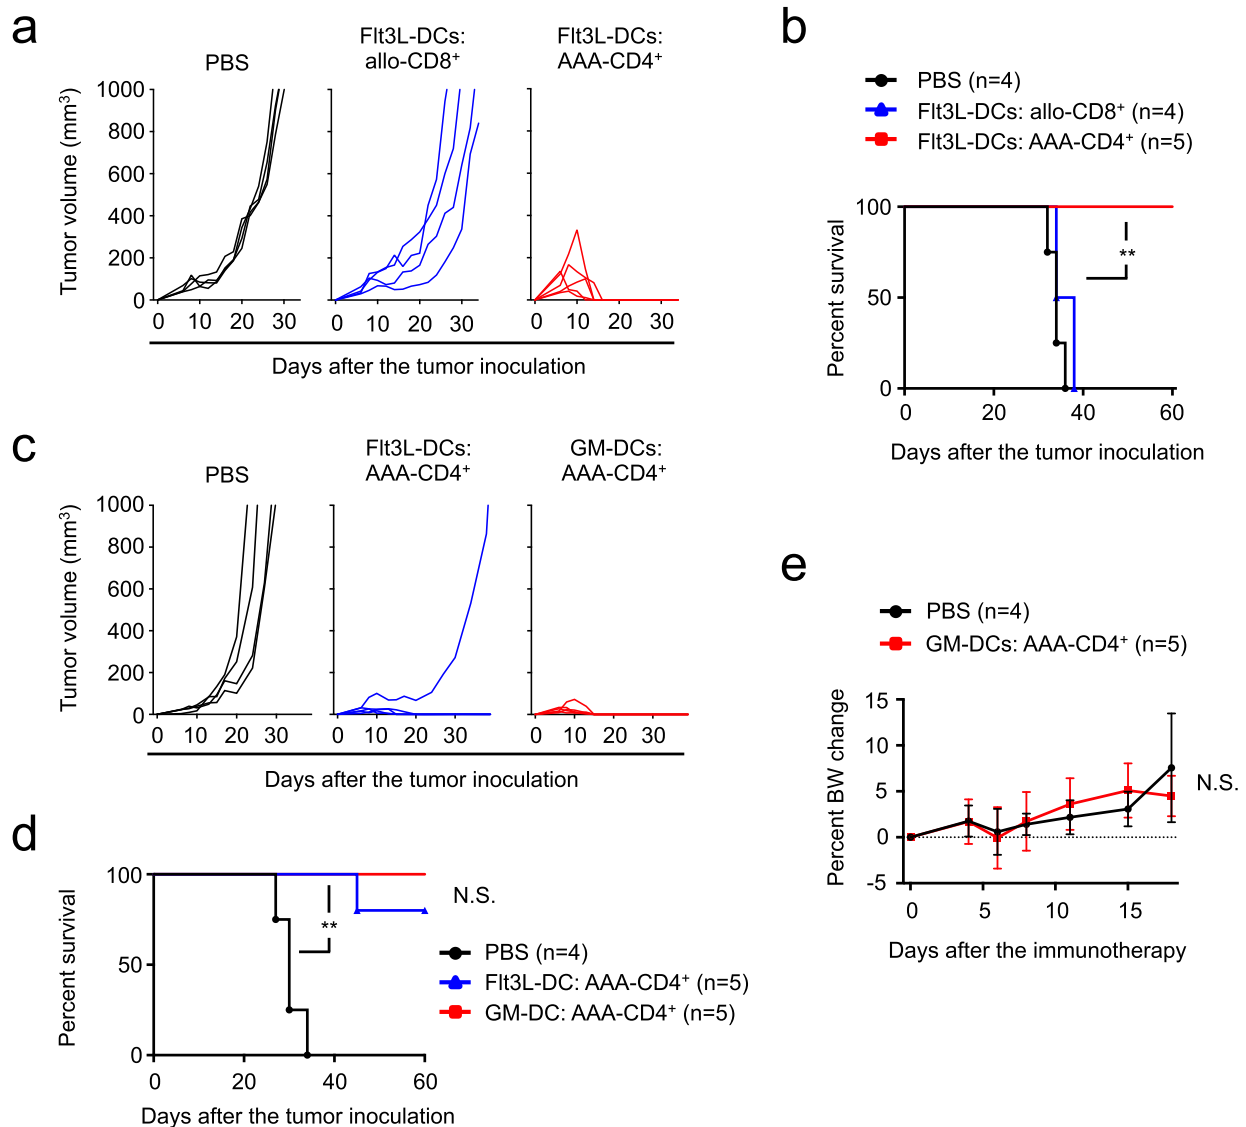 a
PBS
Flt3L-DCs:
allo-CD8⁺
Flt3L-DCs:
AAA-CD4⁺
Tumor volume (mm³)
1000
800
600
400
200
0
0 10 20 30
0 10 20 30
0 10 20 30
Days after the tumor inoculation
b
PBS (n=4)
Flt3L-DCs: allo-CD8⁺ (n=4)
Flt3L-DCs: AAA-CD4⁺ (n=5)
Percent survival
100
50
0
**
0 20 40 60
Days after the tumor inoculation
c
PBS
Flt3L-DCs:
AAA-CD4⁺
GM-DCs:
AAA-CD4⁺
Tumor volume (mm³)
1000
800
600
400
200
0
0 10 20 30
0 10 20 30
0 10 20 30
Days after the tumor inoculation
d
Percent survival
100
50
0
**
N.S.
PBS (n=4)
Flt3L-DC: AAA-CD4⁺ (n=5)
GM-DC: AAA-CD4⁺ (n=5)
0 20 40 60
Days after the tumor inoculation
e
PBS (n=4)
GM-DCs: AAA-CD4⁺ (n=5)
Percent BW change
15
10
5
0
-5
N.S.
0 5 10 15
Days after the immunotherapy